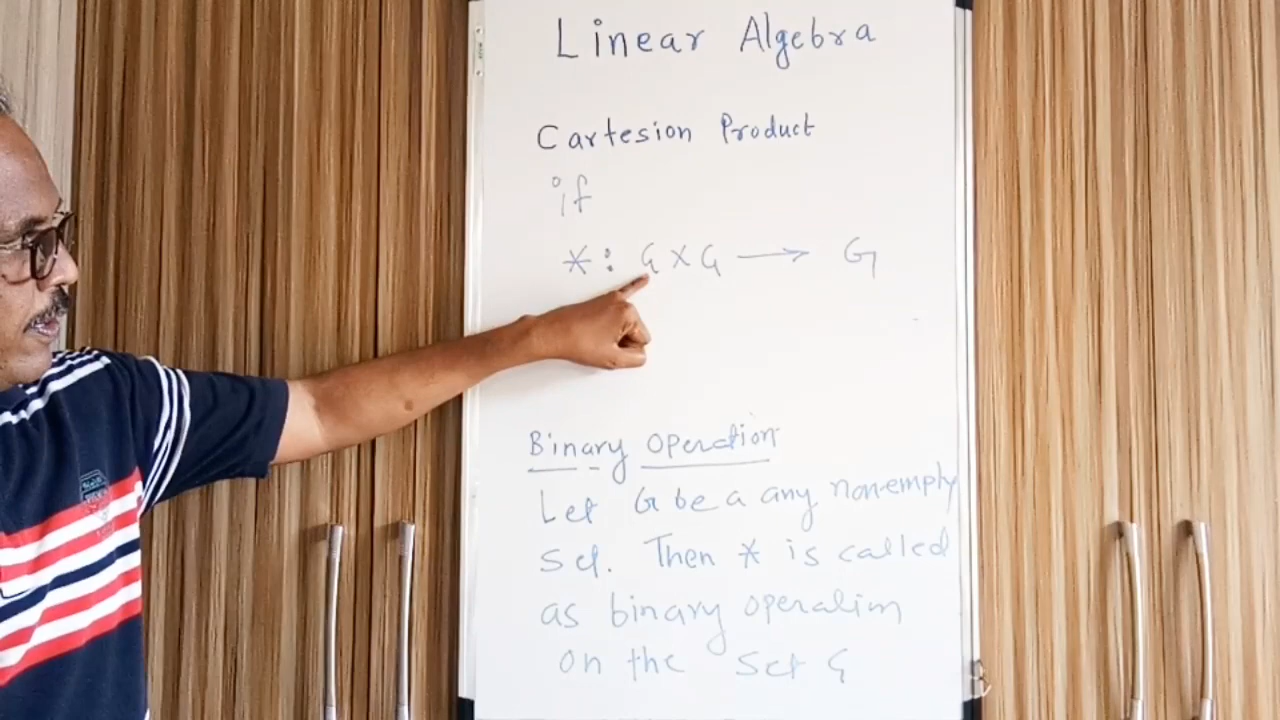 Linear Algebra
Cartesion Product
if
* : G × G → G
Binary Operation
Let G be a any non-empty
Set. Then * is called
as binary operation
on the Set G